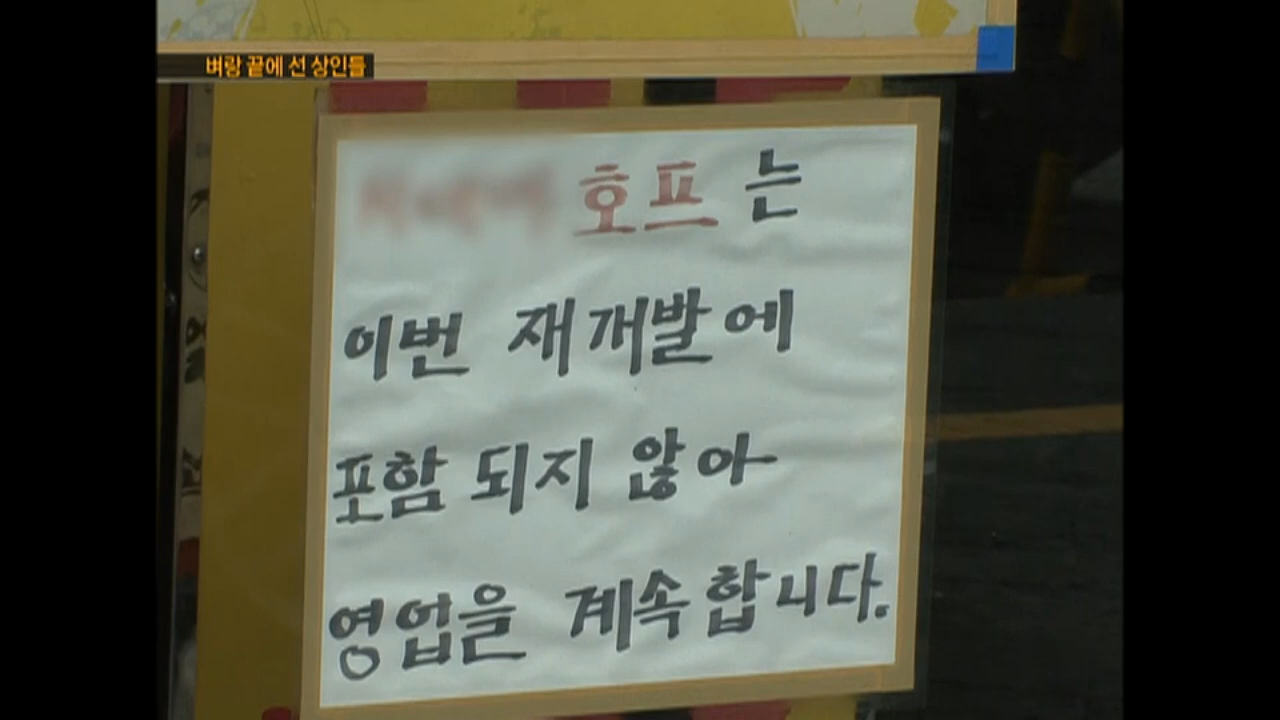 벼랑 끝에 선 상인들
호프는
이번 재개발에
포함 되지 않아
영업을 계속합니다.